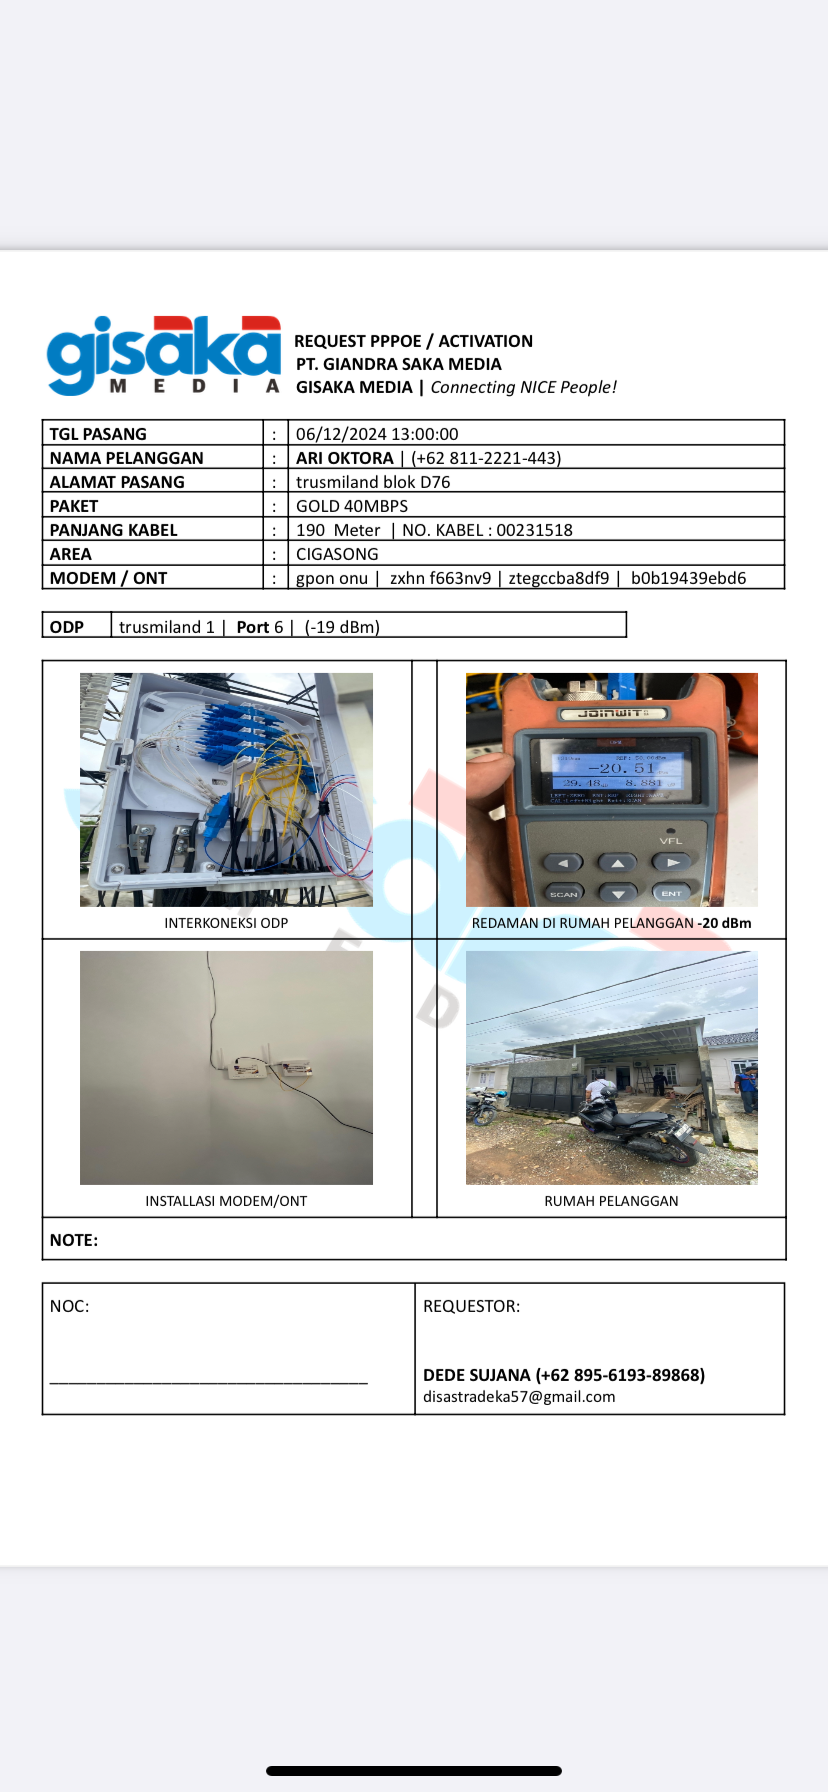 gisaka
MEDIA
REQUEST PPPOE / ACTIVATION
PT. GIANDRA SAKA MEDIA
GISAKA MEDIA | Connecting NICE People!
TGL PASANG : 06/12/2024 13:00:00
NAMA PELANGGAN : ARI OKTORA | (+62 811-2221-443)
ALAMAT PASANG : trusmiland blok D76
PAKET : GOLD 40MBPS
PANJANG KABEL : 190 Meter | NO. KABEL : 00231518
AREA : CIGASONG
MODEM / ONT : gpon onu | zxhn f663nv9 | ztegccba8df9 | b0b19439ebd6
ODP trusmiland 1 | Port 6 | (-19 dBm)
JOINWIT
-20.51
29.48 8.881
VFL
SCAN ENT
INTERKONEKSI ODP
REDAMAN DI RUMAH PELANGGAN -20 dBm
INSTALLASI MODEM/ONT
RUMAH PELANGGAN
NOTE:
NOC:
REQUESTOR:
DEDE SUJANA (+62 895-6193-89868)
disastradeka57@gmail.com